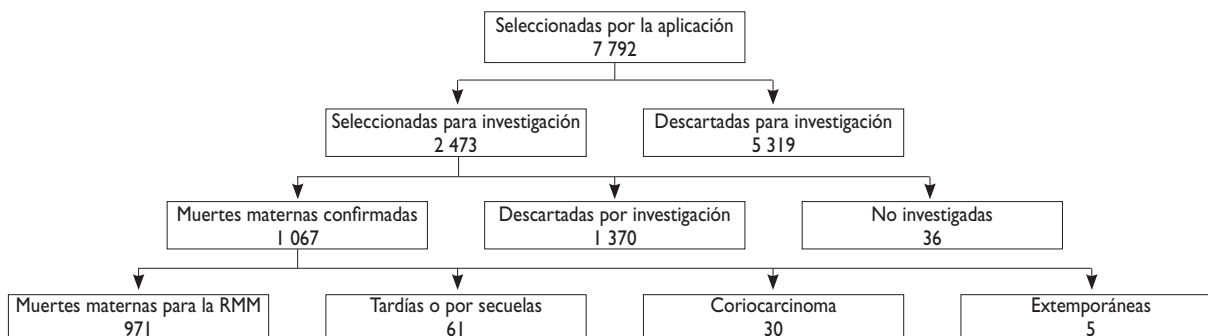 Seleccionadas por la aplicación
7 792
Seleccionadas para investigación
2 473
Descartadas para investigación
5 319
Muertes maternas confirmadas
1 067
Descartadas por investigación
1 370
No investigadas
36
Muertes maternas para la RMM
971
Tardías o por secuelas
61
Coriocarcinoma
30
Extemporáneas
5